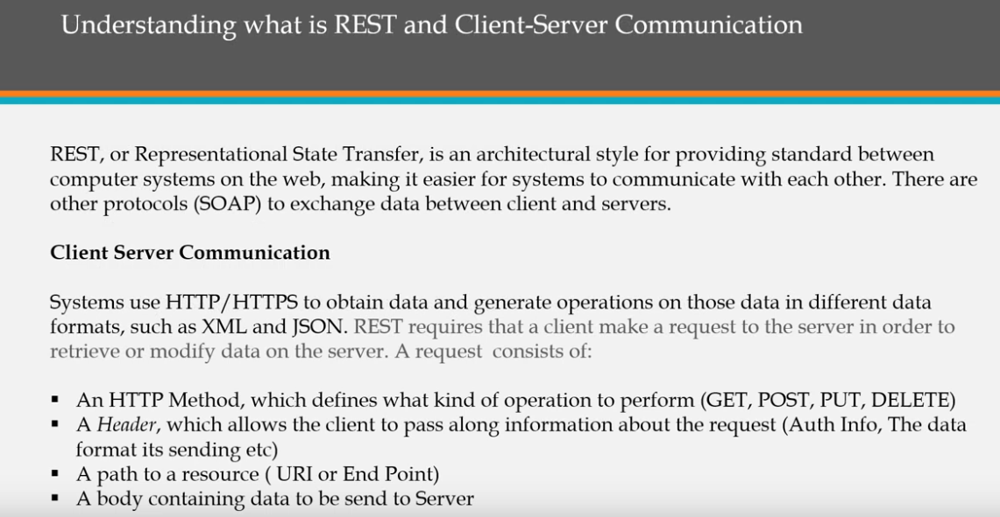 Understanding what is REST and Client-Server Communication
REST, or Representational State Transfer, is an architectural style for providing standard between
computer systems on the web, making it easier for systems to communicate with each other. There are
other protocols (SOAP) to exchange data between client and servers.
Client Server Communication
Systems use HTTP/HTTPS to obtain data and generate operations on those data in different data
formats, such as XML and JSON. REST requires that a client make a request to the server in order to
retrieve or modify data on the server. A request consists of:
▪ An HTTP Method, which defines what kind of operation to perform (GET, POST, PUT, DELETE)
▪ A Header, which allows the client to pass along information about the request (Auth Info, The data
format its sending etc)
▪ A path to a resource ( URI or End Point)
▪ A body containing data to be send to Server